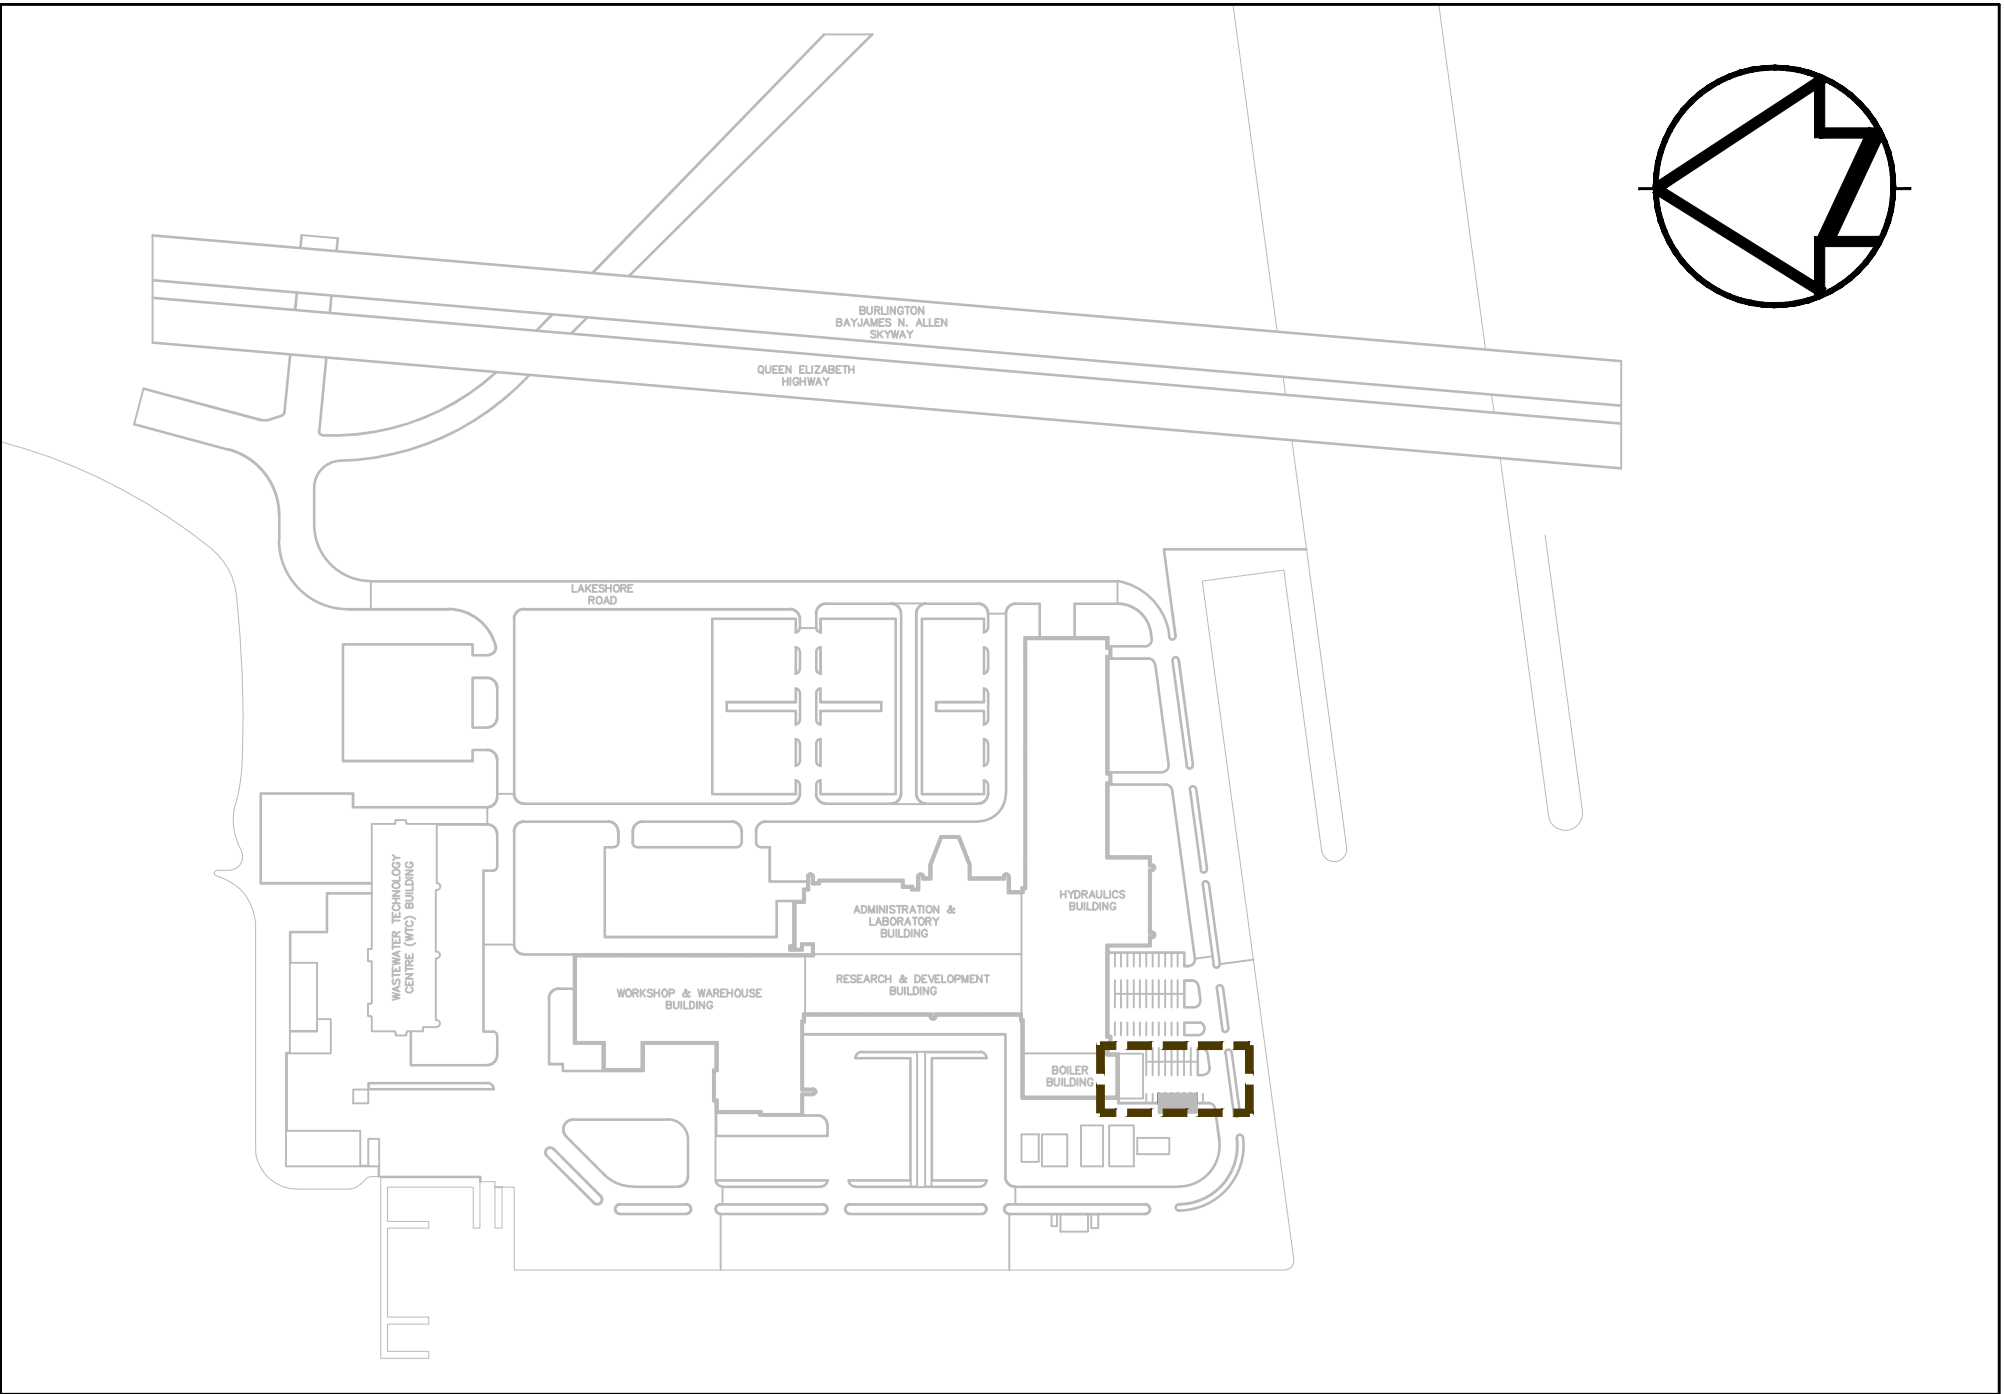 BURLINGTON
BAYJAMES N. ALLEN
SKYWAY
QUEEN ELIZABETH
HIGHWAY
LAKESHORE
ROAD
WASTEWATER TECHNOLOGY
CENTRE (WTC) BUILDING
ADMINISTRATION &
LABORATORY
BUILDING
HYDRAULICS
BUILDING
RESEARCH & DEVELOPMENT
BUILDING
WORKSHOP & WAREHOUSE
BUILDING
BOILER
BUILDING
N